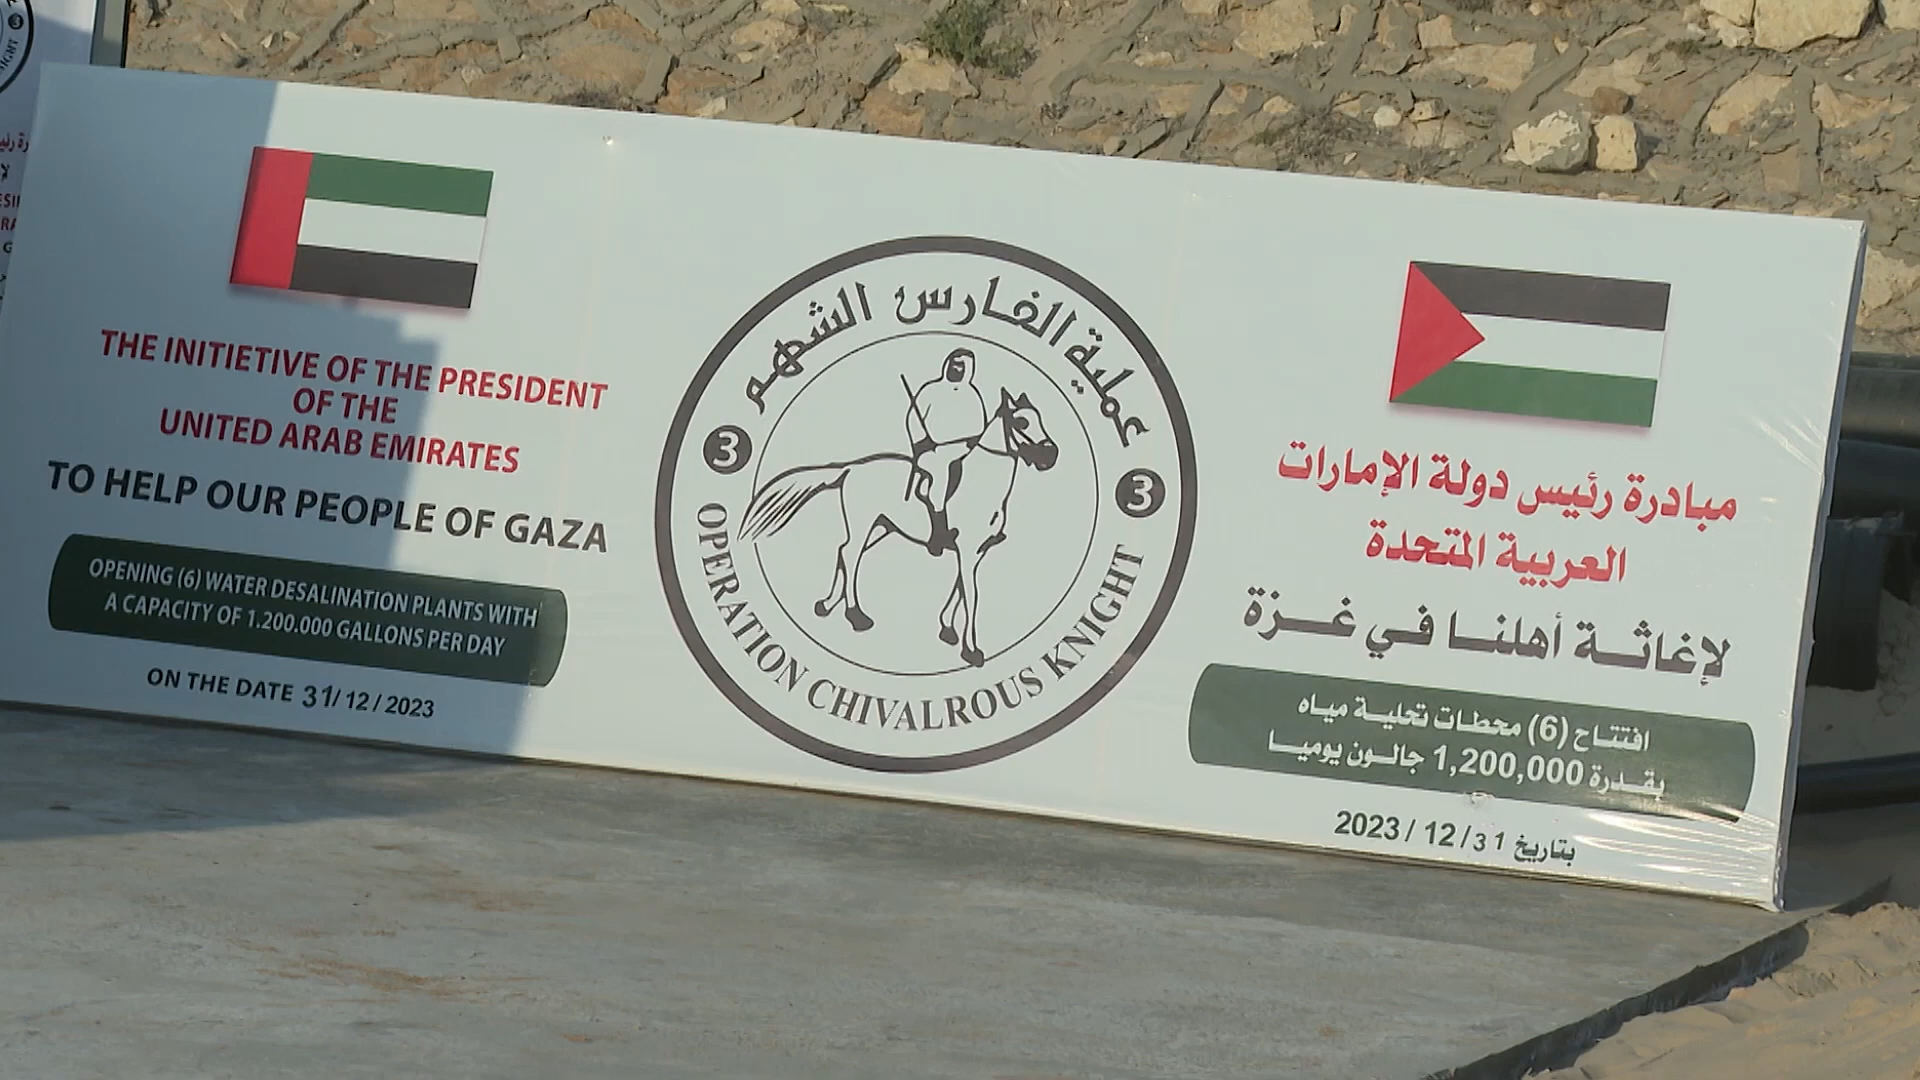 THE INITIETIVE OF THE PRESIDENT
OF THE
UNITED ARAB EMIRATES
TO HELP OUR PEOPLE OF GAZA
OPENING (6) WATER DESALINATION PLANTS WITH
A CAPACITY OF 1.200.000 GALLONS PER DAY
ON THE DATE 31/12/2023
عملية الفارس الشهم
3 3
OPERATION CHIVALROUS KNIGHT
مبادرة رئيس دولة الإمارات
العربية المتحدة
لإغاثة أهلنا في غزة
افتتاح (6) محطات تحلية مياه
بقدرة 1,200,000 جالون يوميا
بتاريخ 31/12/2023